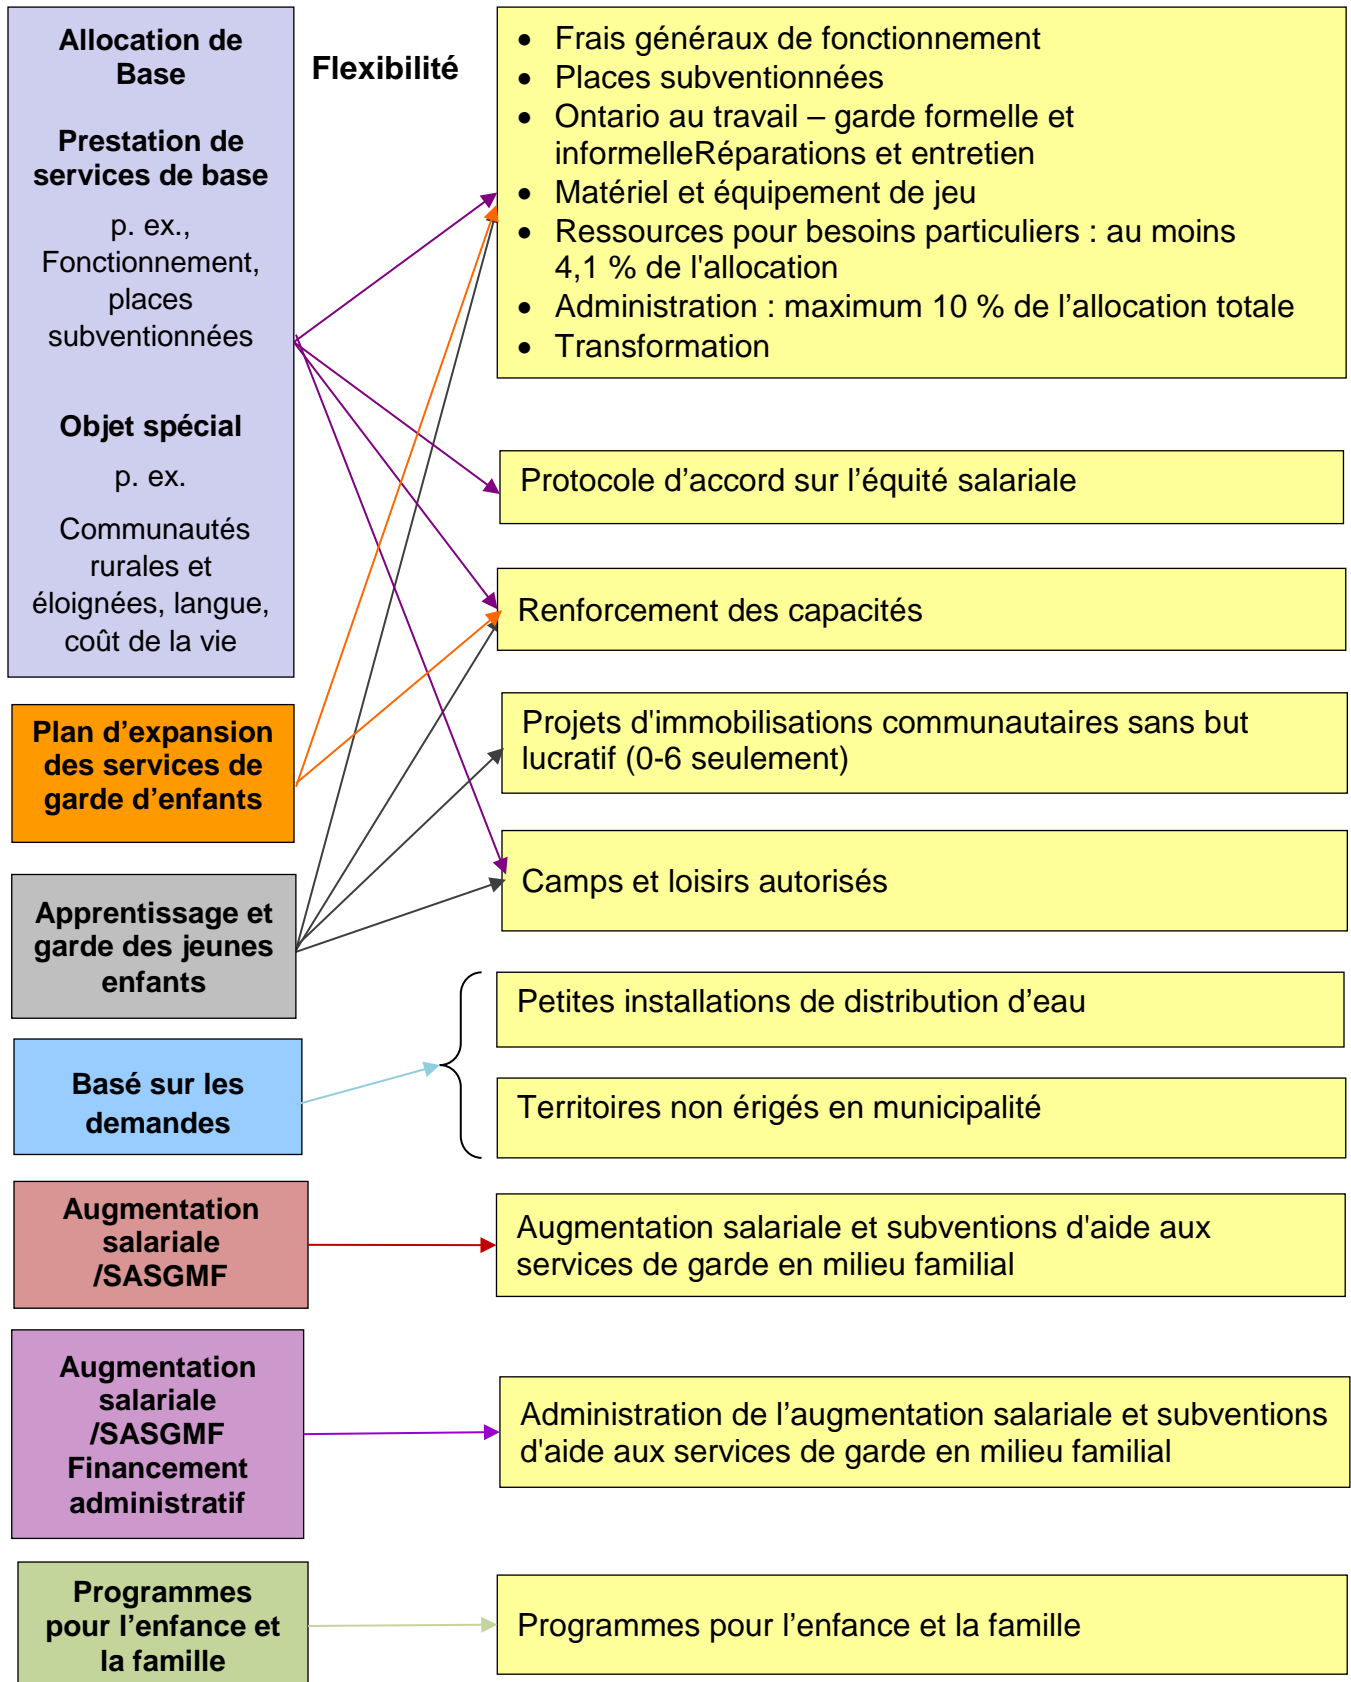 Allocation de
Base
Prestation de
services de base
p. ex.,
Fonctionnement,
places
subventionnées
Objet spécial
p. ex.
Communautés
rurales et
éloignées, langue,
coût de la vie
Flexibilité
• Frais généraux de fonctionnement
• Places subventionnées
• Ontario au travail – garde formelle et
informelleRéparations et entretien
• Matériel et équipement de jeu
• Ressources pour besoins particuliers : au moins
4,1 % de l'allocation
• Administration : maximum 10 % de l’allocation totale
• Transformation
Protocole d’accord sur l’équité salariale
Renforcement des capacités
Plan d’expansion
des services de
garde d’enfants
Projets d'immobilisations communautaires sans but
lucratif (0-6 seulement)
Camps et loisirs autorisés
Apprentissage et
garde des jeunes
enfants
Petites installations de distribution d’eau
Basé sur les
demandes
Territoires non érigés en municipalité
Augmentation
salariale
/SASGMF
Augmentation salariale et subventions d'aide aux
services de garde en milieu familial
Augmentation
salariale
/SASGMF
Financement
administratif
Administration de l’augmentation salariale et subventions
d'aide aux services de garde en milieu familial
Programmes
pour l’enfance et
la famille
Programmes pour l’enfance et la famille